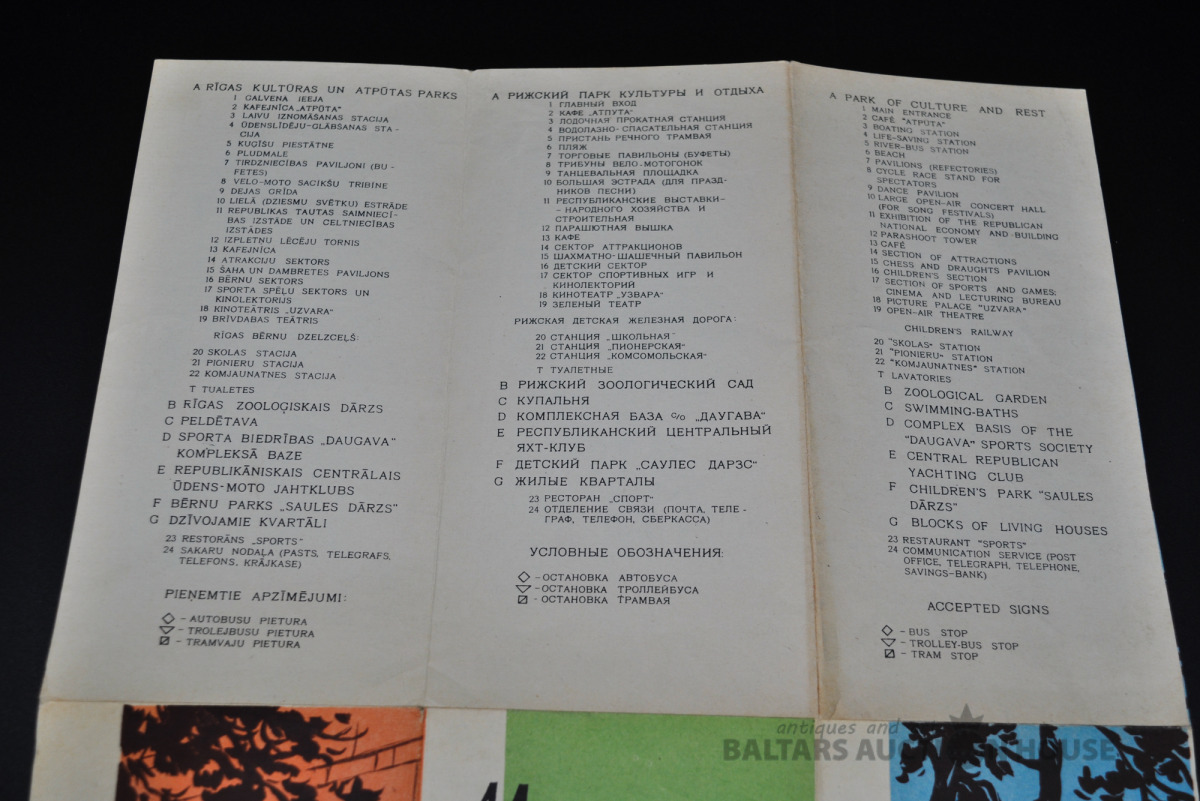 A RĪGAS KULTŪRAS UN ATPŪTAS PARKS
1 GALVENĀ IEEJA
2 KAFEJNĪCA „ATPŪTA"
3 LAIVU IZNOMĀŠANAS STACIJA
4 ŪDENSLĪDĒJU-GLĀBŠANAS STA-
CIJA
5 KUĢĪŠU PIESTĀTNE
6 PLUDMALE
7 TIRDZNIECĪBAS PAVILJONI (BU-
FETES)
8 VELO-MOTO SACĪKŠU TRIBĪNE
9 DEJAS GRĪDA
10 LIELĀ (DZIESMU SVĒTKU) ESTRĀDE
11 REPUBLIKAS TAUTAS SAIMNIECĪ-
BAS IZSTĀDE UN CELTNIECĪBAS
IZSTĀDES
12 IZPLETŅU LĒCĒJU TORNIS
13 KAFEJNĪCA
14 ATRAKCIJU SEKTORS
15 ŠAHA UN DAMBRETES PAVILJONS
16 BĒRNU SEKTORS
17 SPORTA SPĒĻU SEKTORS UN
KINOLEKTORIJS
18 KINOTEĀTRIS „UZVARA"
19 BRĪVDABAS TEĀTRIS
RĪGAS BĒRNU DZELZCEĻŠ:
20 SKOLAS STACIJA
21 PIONIERU STACIJA
22 KOMJAUNATNES STACIJA
T TUALETES
B RĪGAS ZOOLOĢISKAIS DĀRZS
C PELDĒTAVA
D SPORTA BIEDRĪBAS „DAUGAVA"
KOMPLEKSĀ BAZE
E REPUBLIKĀNISKAIS CENTRĀLAIS
ŪDENS-MOTO JAHTKLUBS
F BĒRNU PARKS „SAULES DĀRZS"
G DZĪVOJAMIE KVARTĀLI
23 RESTORĀNS „SPORTS"
24 SAKARU NODAĻA (PASTS, TELEGRAFS,
TELEFONS, KRĀJKASE)
PIEŅEMTIE APZĪMĒJUMI:
◇ - AUTOBUSU PIETURA
▽ - TROLEJBUSU PIETURA
⍁ - TRAMVAJU PIETURA
A РИЖСКИЙ ПАРК КУЛЬТУРЫ И ОТДЫХА
1 ГЛАВНЫЙ ВХОД
2 КАФЕ „АТПУТА"
3 ЛОДОЧНАЯ ПРОКАТНАЯ СТАНЦИЯ
4 ВОДОЛАЗНО-СПАСАТЕЛЬНАЯ СТАНЦИЯ
5 ПРИСТАНЬ РЕЧНОГО ТРАМВАЯ
6 ПЛЯЖ
7 ТОРГОВЫЕ ПАВИЛЬОНЫ (БУФЕТЫ)
8 ТРИБУНЫ ВЕЛО-МОТОГОНОК
9 ТАНЦЕВАЛЬНАЯ ПЛОЩАДКА
10 БОЛЬШАЯ ЭСТРАДА (ДЛЯ ПРАЗД-
НИКОВ ПЕСНИ)
11 РЕСПУБЛИКАНСКИЕ ВЫСТАВКИ-
- НАРОДНОГО ХОЗЯЙСТВА И
СТРОИТЕЛЬНАЯ
12 ПАРАШЮТНАЯ ВЫШКА
13 КАФЕ
14 СЕКТОР АТТРАКЦИОНОВ
15 ШАХМАТНО-ШАШЕЧНЫЙ ПАВИЛЬОН
16 ДЕТСКИЙ СЕКТОР
17 СЕКТОР СПОРТИВНЫХ ИГР И
КИНОЛЕКТОРИЙ
18 КИНОТЕАТР „УЗВАРА"
19 ЗЕЛЕНЫЙ ТЕАТР
РИЖСКАЯ ДЕТСКАЯ ЖЕЛЕЗНАЯ ДОРОГА:
20 СТАНЦИЯ „ШКОЛЬНАЯ"
21 СТАНЦИЯ „ПИОНЕРСКАЯ"
22 СТАНЦИЯ „КОМСОМОЛЬСКАЯ"
T ТУАЛЕТНЫЕ
B РИЖСКИЙ ЗООЛОГИЧЕСКИЙ САД
C КУПАЛЬНЯ
D КОМПЛЕКСНАЯ БАЗА С/О „ДАУГАВА"
E РЕСПУБЛИКАНСКИЙ ЦЕНТРАЛЬНЫЙ
ЯХТ-КЛУБ
F ДЕТСКИЙ ПАРК „САУЛЕС ДАРЗС"
G ЖИЛЫЕ КВАРТАЛЫ
23 РЕСТОРАН „СПОРТ"
24 ОТДЕЛЕНИЕ СВЯЗИ (ПОЧТА, ТЕЛЕ-
ГРАФ, ТЕЛЕФОН, СБЕРКАССА)
УСЛОВНЫЕ ОБОЗНАЧЕНИЯ:
◇ - ОСТАНОВКА АВТОБУСА
▽ - ОСТАНОВКА ТРОЛЛЕЙБУСА
⍁ - ОСТАНОВКА ТРАМВАЯ
A PARK OF CULTURE AND REST
1 MAIN ENTRANCE
2 CAFÉ "ATPŪTA"
3 BOATING STATION
4 LIFE-SAVING STATION
5 RIVER-BUS STATION
6 BEACH
7 PAVILIONS (REFECTORIES)
8 CYCLE RACE STAND FOR
SPECTATORS
9 DANCE PAVILION
10 LARGE OPEN-AIR CONCERT HALL
(FOR SONG FESTIVALS)
11 EXHIBITION OF THE REPUBLICAN
NATIONAL ECONOMY AND BUILDING
12 PARASHOOT TOWER
13 CAFÉ
14 SECTION OF ATTRACTIONS
15 CHESS AND DRAUGHTS PAVILION
16 CHILDREN'S SECTION
17 SECTION OF SPORTS AND GAMES;
CINEMA AND LECTURING BUREAU
18 PICTURE PALACE "UZVARA"
19 OPEN-AIR THEATRE
CHILDREN'S RAILWAY
20 "SKOLAS" STATION
21 "PIONIERU" STATION
22 "KOMJAUNATNES" STATION
T LAVATORIES
B ZOOLOGICAL GARDEN
C SWIMMING-BATHS
D COMPLEX BASIS OF THE
"DAUGAVA" SPORTS SOCIETY
E CENTRAL REPUBLICAN
YACHTING CLUB
F CHILDREN'S PARK "SAULES
DĀRZS"
G BLOCKS OF LIVING HOUSES
23 RESTAURANT "SPORTS"
24 COMMUNICATION SERVICE (POST
OFFICE, TELEGRAPH, TELEPHONE,
SAVINGS-BANK)
ACCEPTED SIGNS
◇ - BUS STOP
▽ - TROLLEY-BUS STOP
⍁ - TRAM STOP
antiques and
BALTARS AUCTION HOUSE